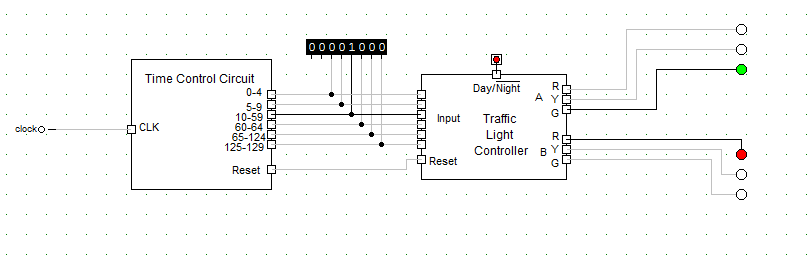 00001000
Time Control Circuit
0-4
5-9
10-59
60-64
65-124
125-129
Reset
clock
CLK
Day/Night
Input
Reset
Traffic
Light
Controller
A
R
Y
G
B
R
Y
G